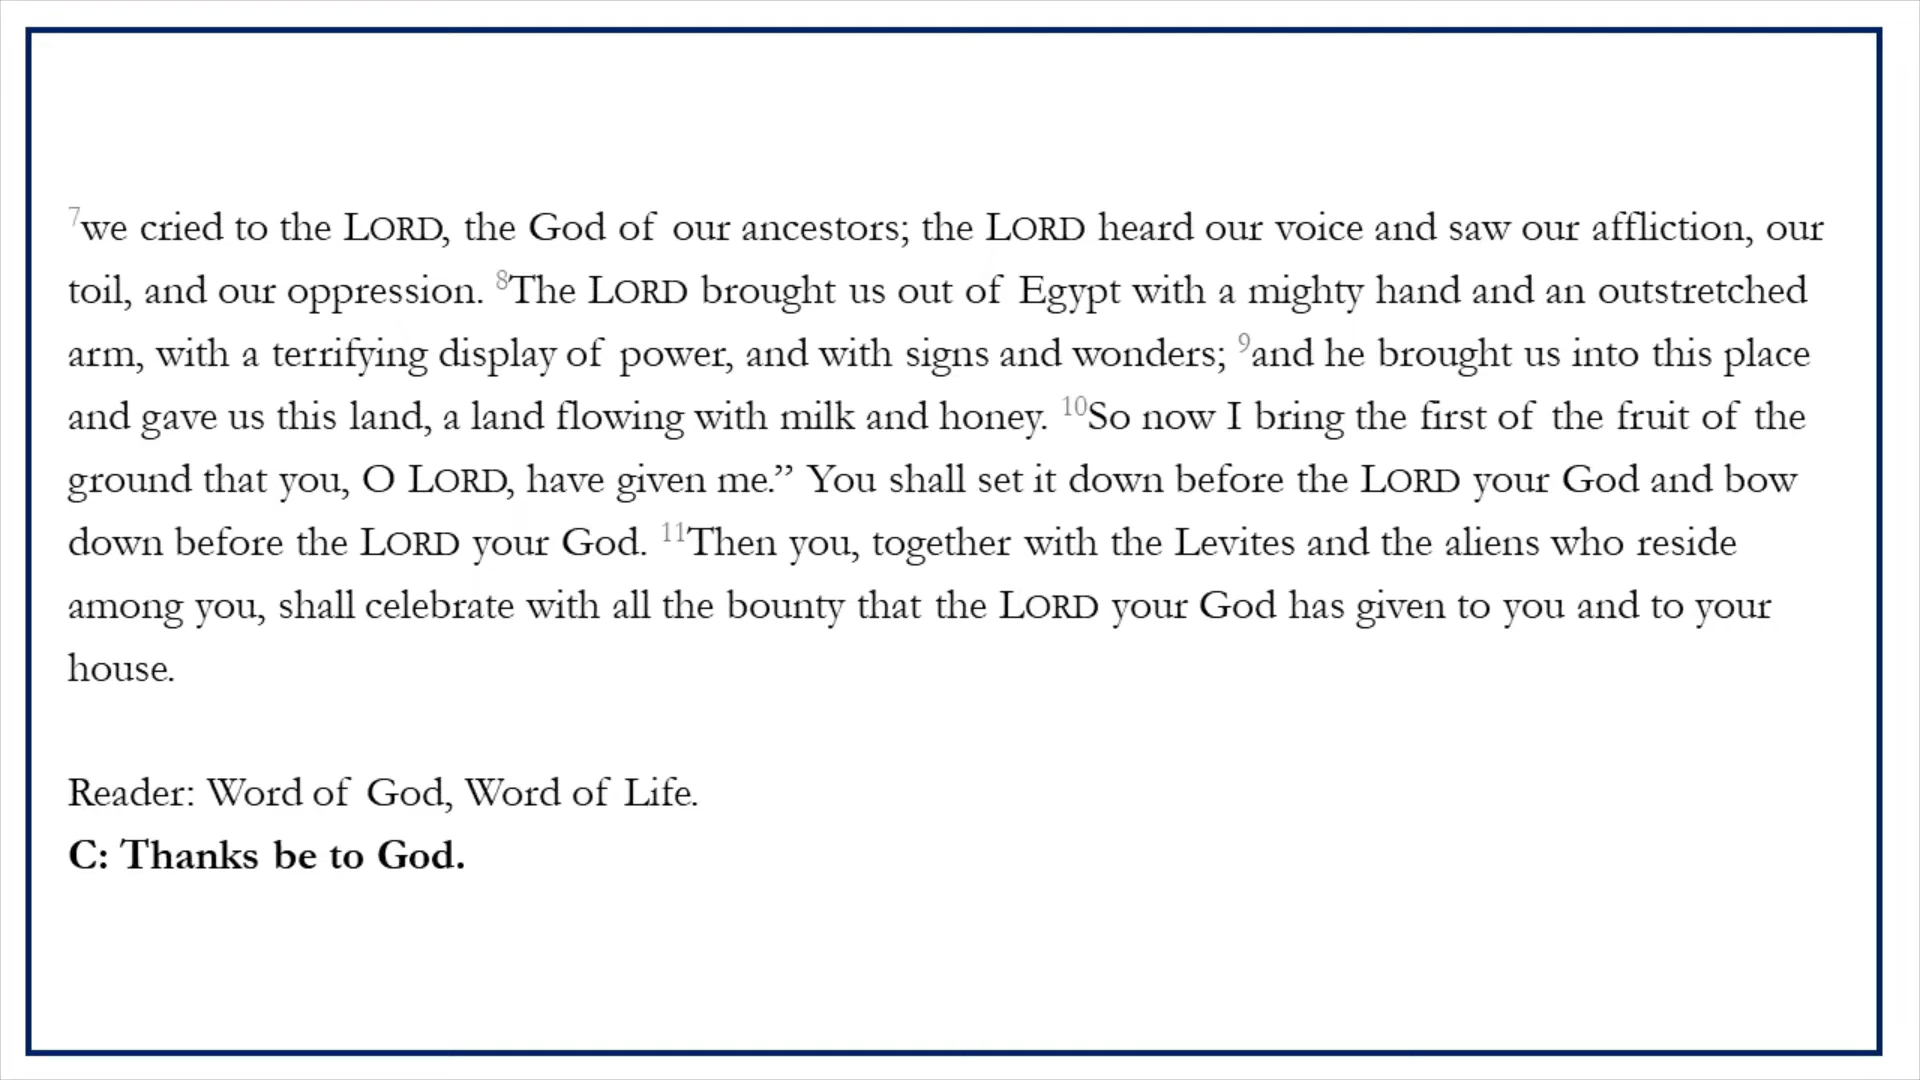 7we cried to the LORD, the God of our ancestors; the LORD heard our voice and saw our affliction, our
toil, and our oppression. 8The LORD brought us out of Egypt with a mighty hand and an outstretched
arm, with a terrifying display of power, and with signs and wonders; 9and he brought us into this place
and gave us this land, a land flowing with milk and honey. 10So now I bring the first of the fruit of the
ground that you, O LORD, have given me.” You shall set it down before the LORD your God and bow
down before the LORD your God. 11Then you, together with the Levites and the aliens who reside
among you, shall celebrate with all the bounty that the LORD your God has given to you and to your
house.
Reader: Word of God, Word of Life.
C: Thanks be to God.